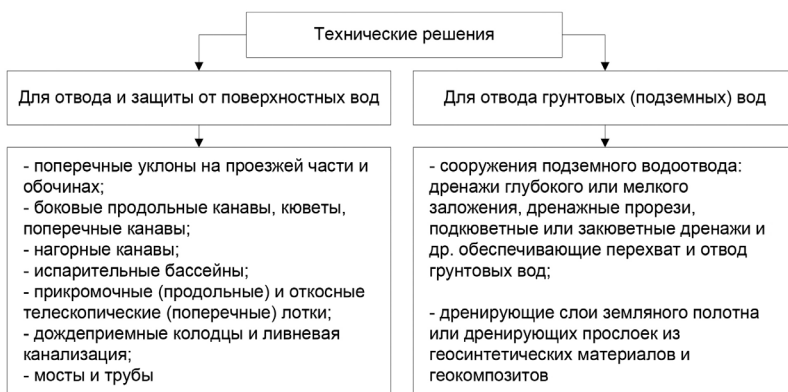 Технические решения
Для отвода и защиты от поверхностных вод
Для отвода грунтовых (подземных) вод
- поперечные уклоны на проезжей части и
обочинах;
- боковые продольные канавы, кюветы,
поперечные канавы;
- нагорные канавы;
- испарительные бассейны;
- прикромочные (продольные) и откосные
телескопические (поперечные) лотки;
- дождеприемные колодцы и ливневая
канализация;
- мосты и трубы
- сооружения подземного водоотвода:
дренажи глубокого или мелкого
заложения, дренажные прорези,
подкюветные или закюветные дренажи и
др. обеспечивающие перехват и отвод
грунтовых вод;
- дренирующие слои земляного полотна
или дренирующих прослоек из
геосинтетических материалов и
геокомпозитов